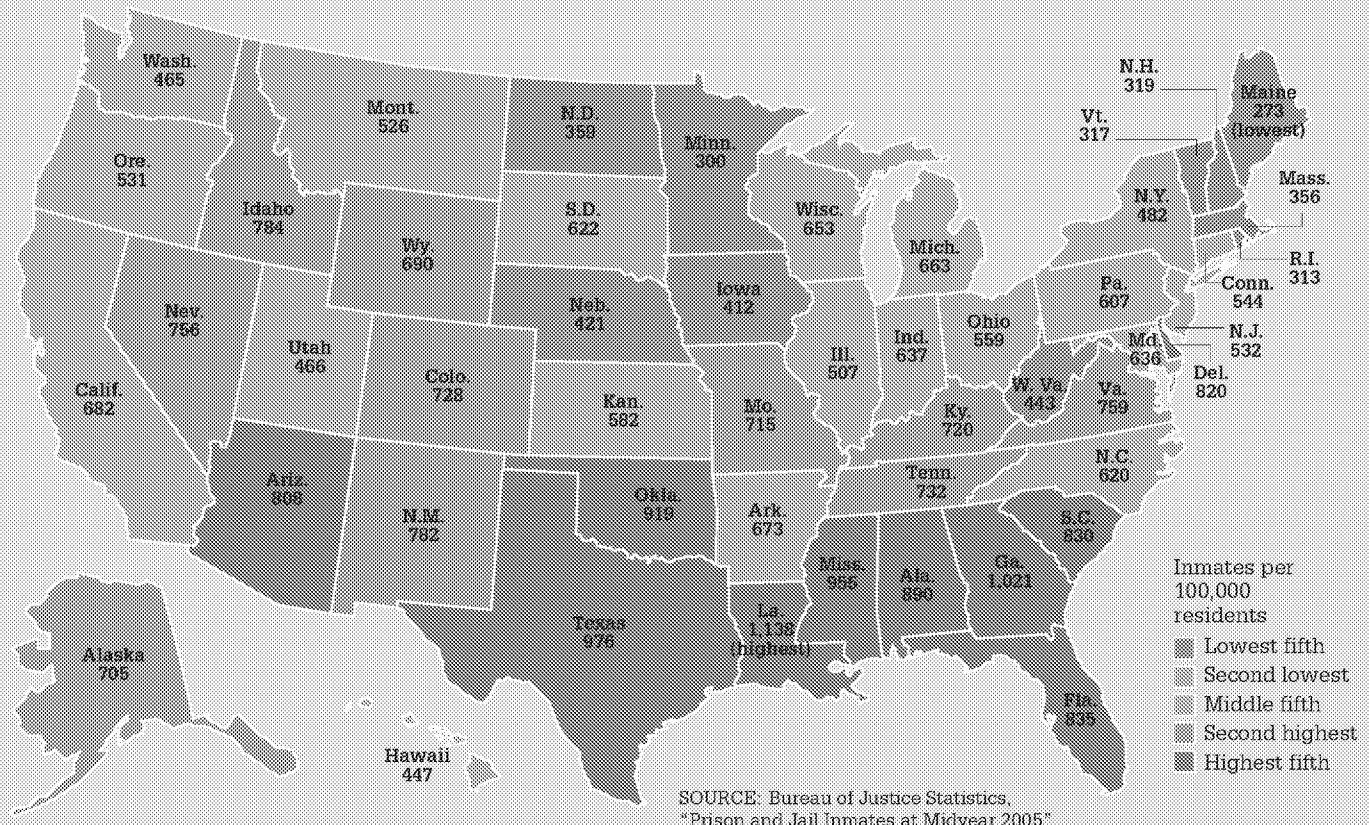 Wash.
465
Ore.
531
Calif.
682
Idaho
784
Nev.
756
Mont.
526
Wy.
690
Utah
466
Colo.
728
Ariz.
808
N.M.
782
N.D.
359
S.D.
622
Neb.
421
Kan.
582
Okla.
919
Texas
976
Minn.
300
Iowa
412
Mo.
715
Ark.
673
La.
1,138
(highest)
Wisc.
653
Ill.
507
Mich.
663
Ind.
637
Ohio
559
Ky.
720
Tenn.
732
Miss.
955
Ala.
890
Ga.
1,021
Fla.
835
S.C.
830
N.C.
620
Va.
759
W. Va.
443
Md.
636
Pa.
607
N.Y.
482
Vt.
317
N.H.
319
Maine
273
(lowest)
Mass.
356
R.I.
313
Conn.
544
N.J.
532
Del.
820
Alaska
705
Hawaii
447
Inmates per
100,000
residents
Lowest fifth
Second lowest
Middle fifth
Second highest
Highest fifth
SOURCE: Bureau of Justice Statistics,
"Prison and Jail Inmates at Midyear 2005"